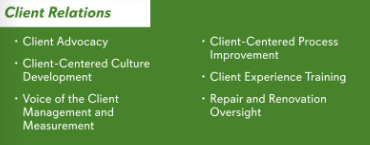 Client Relations
• Client Advocacy
• Client-Centered Culture
Development
• Voice of the Client
Management and
Measurement
• Client-Centered Process
Improvement
• Client Experience Training
• Repair and Renovation
Oversight